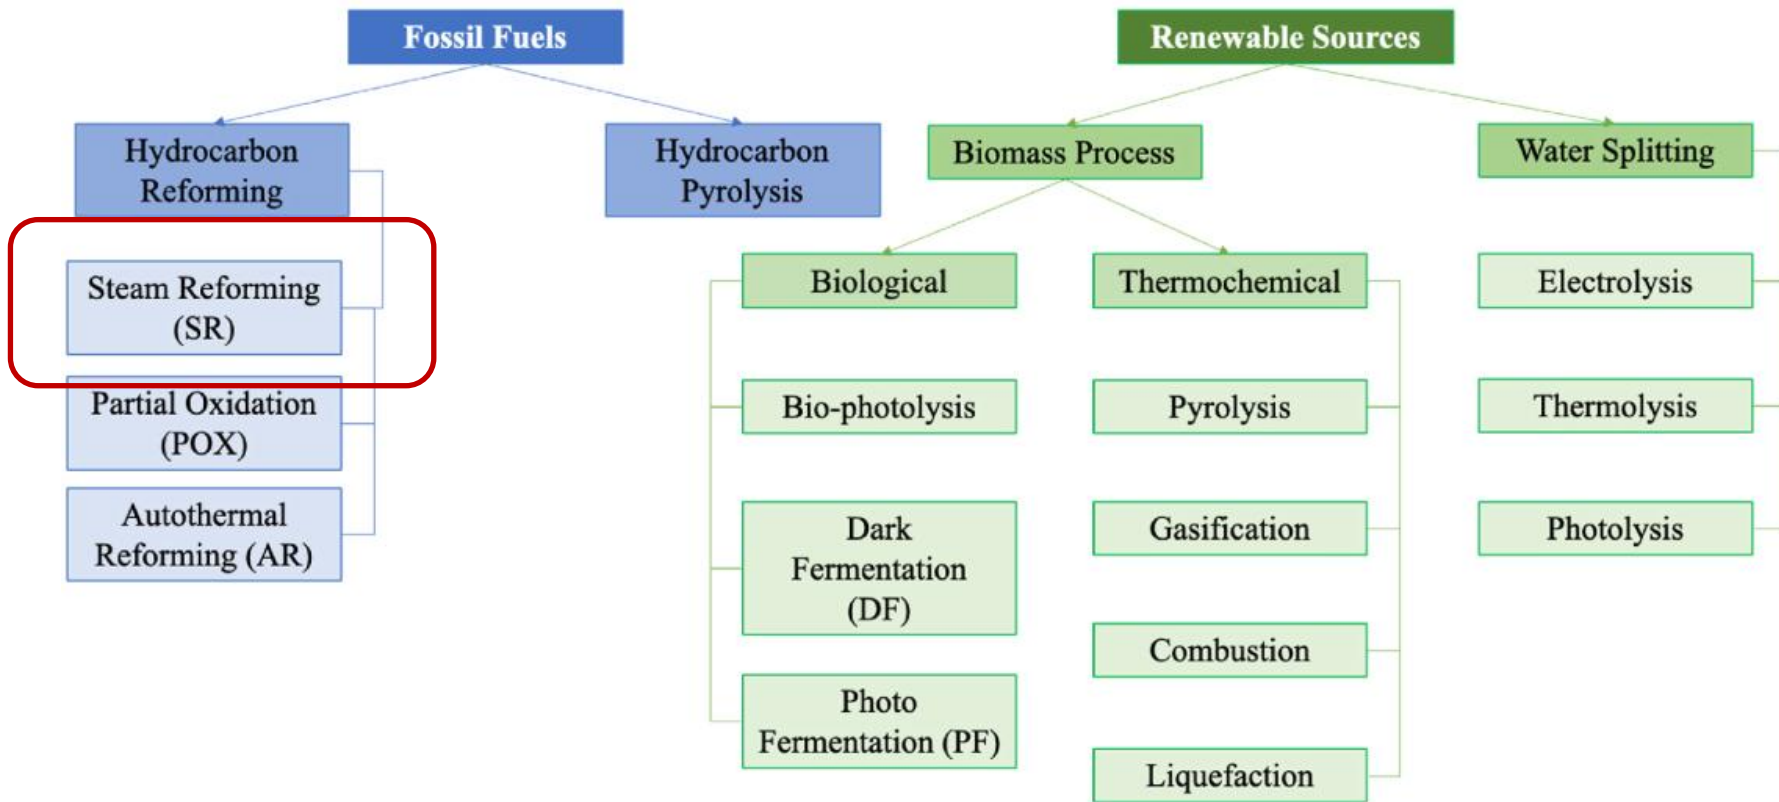 Fossil Fuels
Renewable Sources
Hydrocarbon
Reforming
Hydrocarbon
Pyrolysis
Biomass Process
Water Splitting
Steam Reforming
(SR)
Partial Oxidation
(POX)
Autothermal
Reforming (AR)
Biological
Bio-photolysis
Dark
Fermentation
(DF)
Photo
Fermentation (PF)
Thermochemical
Pyrolysis
Gasification
Combustion
Liquefaction
Electrolysis
Thermolysis
Photolysis